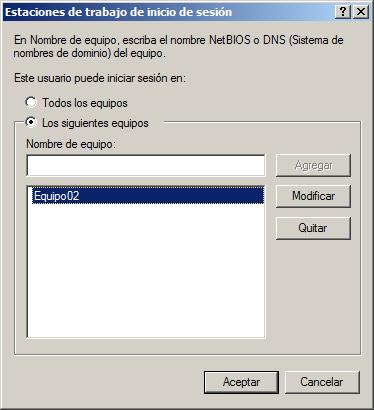 Estaciones de trabajo de inicio de sesión
En Nombre de equipo, escriba el nombre NetBIOS o DNS (Sistema de
nombres de dominio) del equipo.
Este usuario puede iniciar sesión en:
Todos los equipos
Los siguientes equipos
Nombre de equipo:
Agregar
Equipo02
Modificar
Quitar
Aceptar
Cancelar